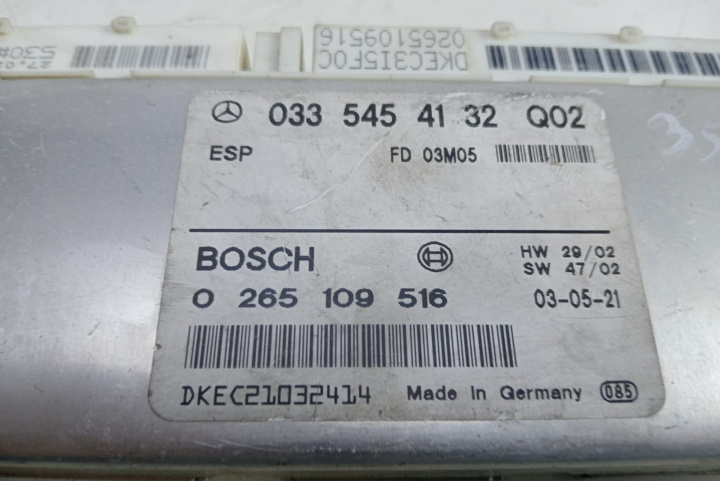 DKEC3I5F0C
0265109516
033 545 41 32 Q02
ESP FD 03M05
BOSCH HW 29/02
SW 47/02
0 265 109 516 03-05-21
DKEC21032414 Made in Germany 085